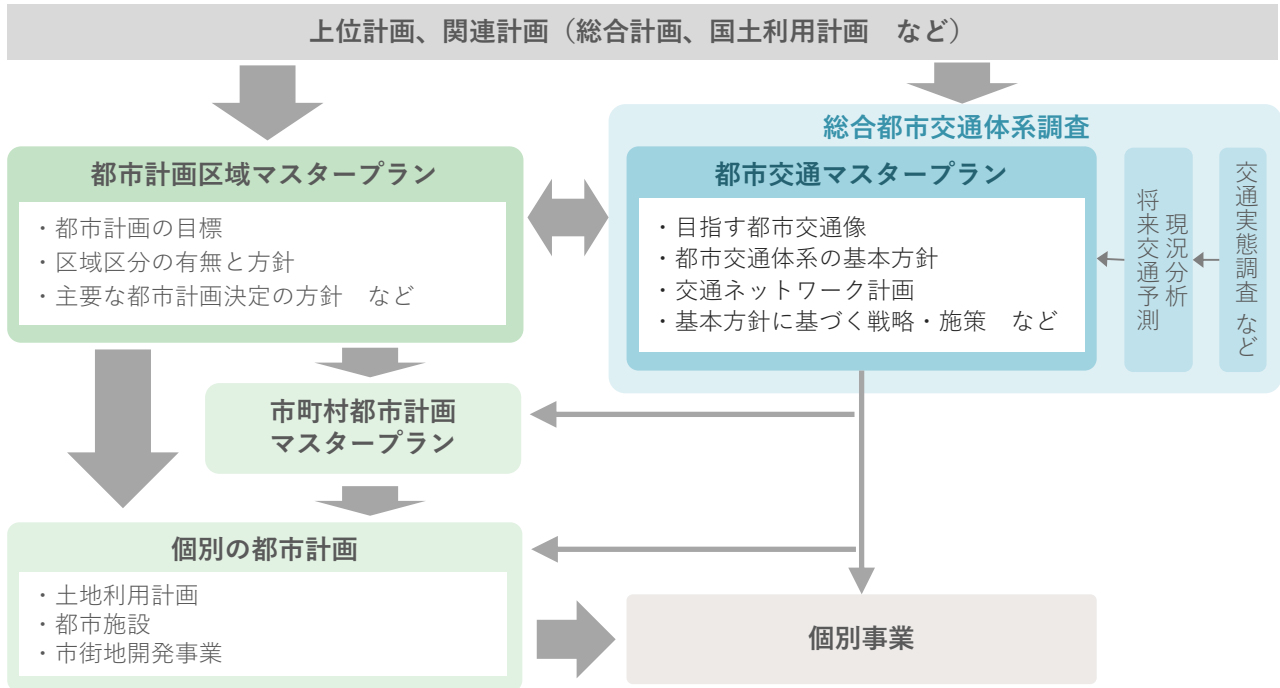 上位計画、関連計画（総合計画、国土利用計画　など）
総合都市交通体系調査
都市計画区域マスタープラン
・都市計画の目標
・区域区分の有無と方針
・主要な都市計画決定の方針　など
都市交通マスタープラン
・目指す都市交通像
・都市交通体系の基本方針
・交通ネットワーク計画
・基本方針に基づく戦略・施策　など
現況分析
将来交通予測
交通実態調査 など
市町村都市計画
マスタープラン
個別の都市計画
・土地利用計画
・都市施設
・市街地開発事業
個別事業